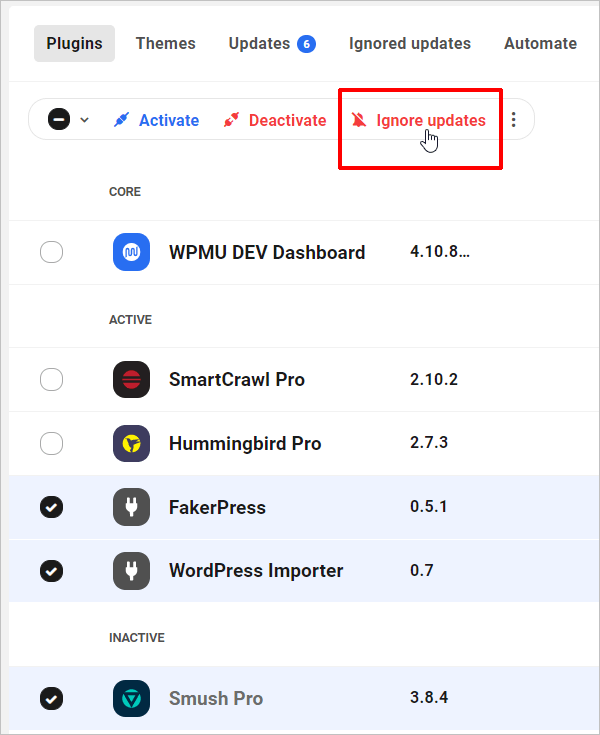 Plugins Themes Updates 6 Ignored updates Automate
Activate Deactivate Ignore updates
CORE
WPMU DEV Dashboard 4.10.8...
ACTIVE
SmartCrawl Pro 2.10.2
Hummingbird Pro 2.7.3
FakerPress 0.5.1
WordPress Importer 0.7
INACTIVE
Smush Pro 3.8.4